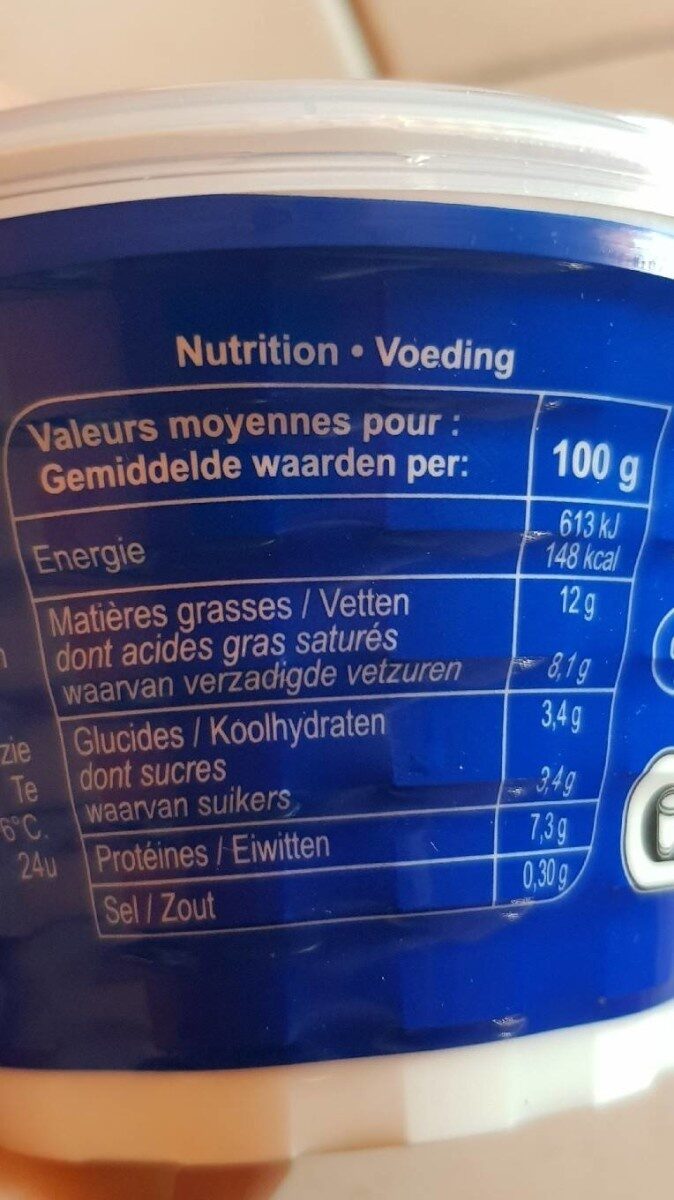 Nutrition • Voeding
Valeurs moyennes pour :
Gemiddelde waarden per:
100 g
Energie
613 kJ
148 kcal
Matières grasses / Vetten
12 g
dont acides gras saturés
waarvan verzadigde vetzuren
8,1 g
Glucides / Koolhydraten
3,4 g
dont sucres
waarvan suikers
3,4 g
Protéines / Eiwitten
7,3 g
Sel / Zout
0,30 g
zie
Te
6°C.
24u